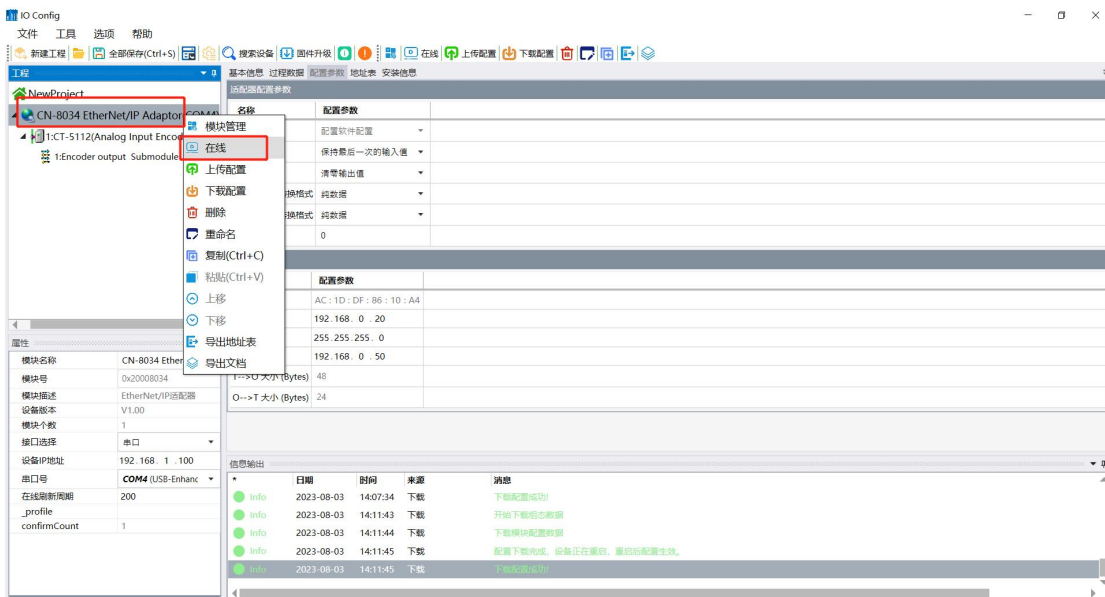 IO Config
文件 工具 选项 帮助
新建工程 全部保存(Ctrl+S) 搜索设备 固件升级 在线 上传配置 下载配置
工程 基本信息 过程数据 配置参数 地址表 安装信息
NewProject 适配器配置参数
CN-8034 EtherNet/IP Adaptor(COM4) 名称 配置参数
模块管理 配置软件配置
1:CT-5112(Analog Input Encod
在线 保持最后一次的输入值
1:Encoder output Submodule
上传配置 清零输出值
下载配置 换格式 纯数据
删除 换格式 纯数据
重命名 0
复制(Ctrl+C)
粘贴(Ctrl+V) 配置参数
上移 AC : 1D : DF : 86 : 10 : A4
下移 192.168. 0 .20
导出地址表 255.255.255. 0
属性
导出文档 192.168. 0 .50
模块名称 CN-8034 Ether
T-->O 大小 (Bytes) 48
模块号 0x20008034
模块描述 EtherNet/IP适配器 O-->T 大小 (Bytes) 24
设备版本 V1.00
模块个数 1
接口选择 串口
设备IP地址 192.168. 1 .100 信息输出
串口号 COM4 (USB-Enhanc * 日期 时间 来源 消息
在线刷新周期 200 Info 2023-08-03 14:07:34 下载 下载配置成功!
_profile Info 2023-08-03 14:11:43 下载 开始下载组态数据
confirmCount 1 Info 2023-08-03 14:11:44 下载 下载模块配置数据
Info 2023-08-03 14:11:45 下载 配置下载完成，设备正在重启，重启后配置生效。
Info 2023-08-03 14:11:45 下载 下载配置成功!